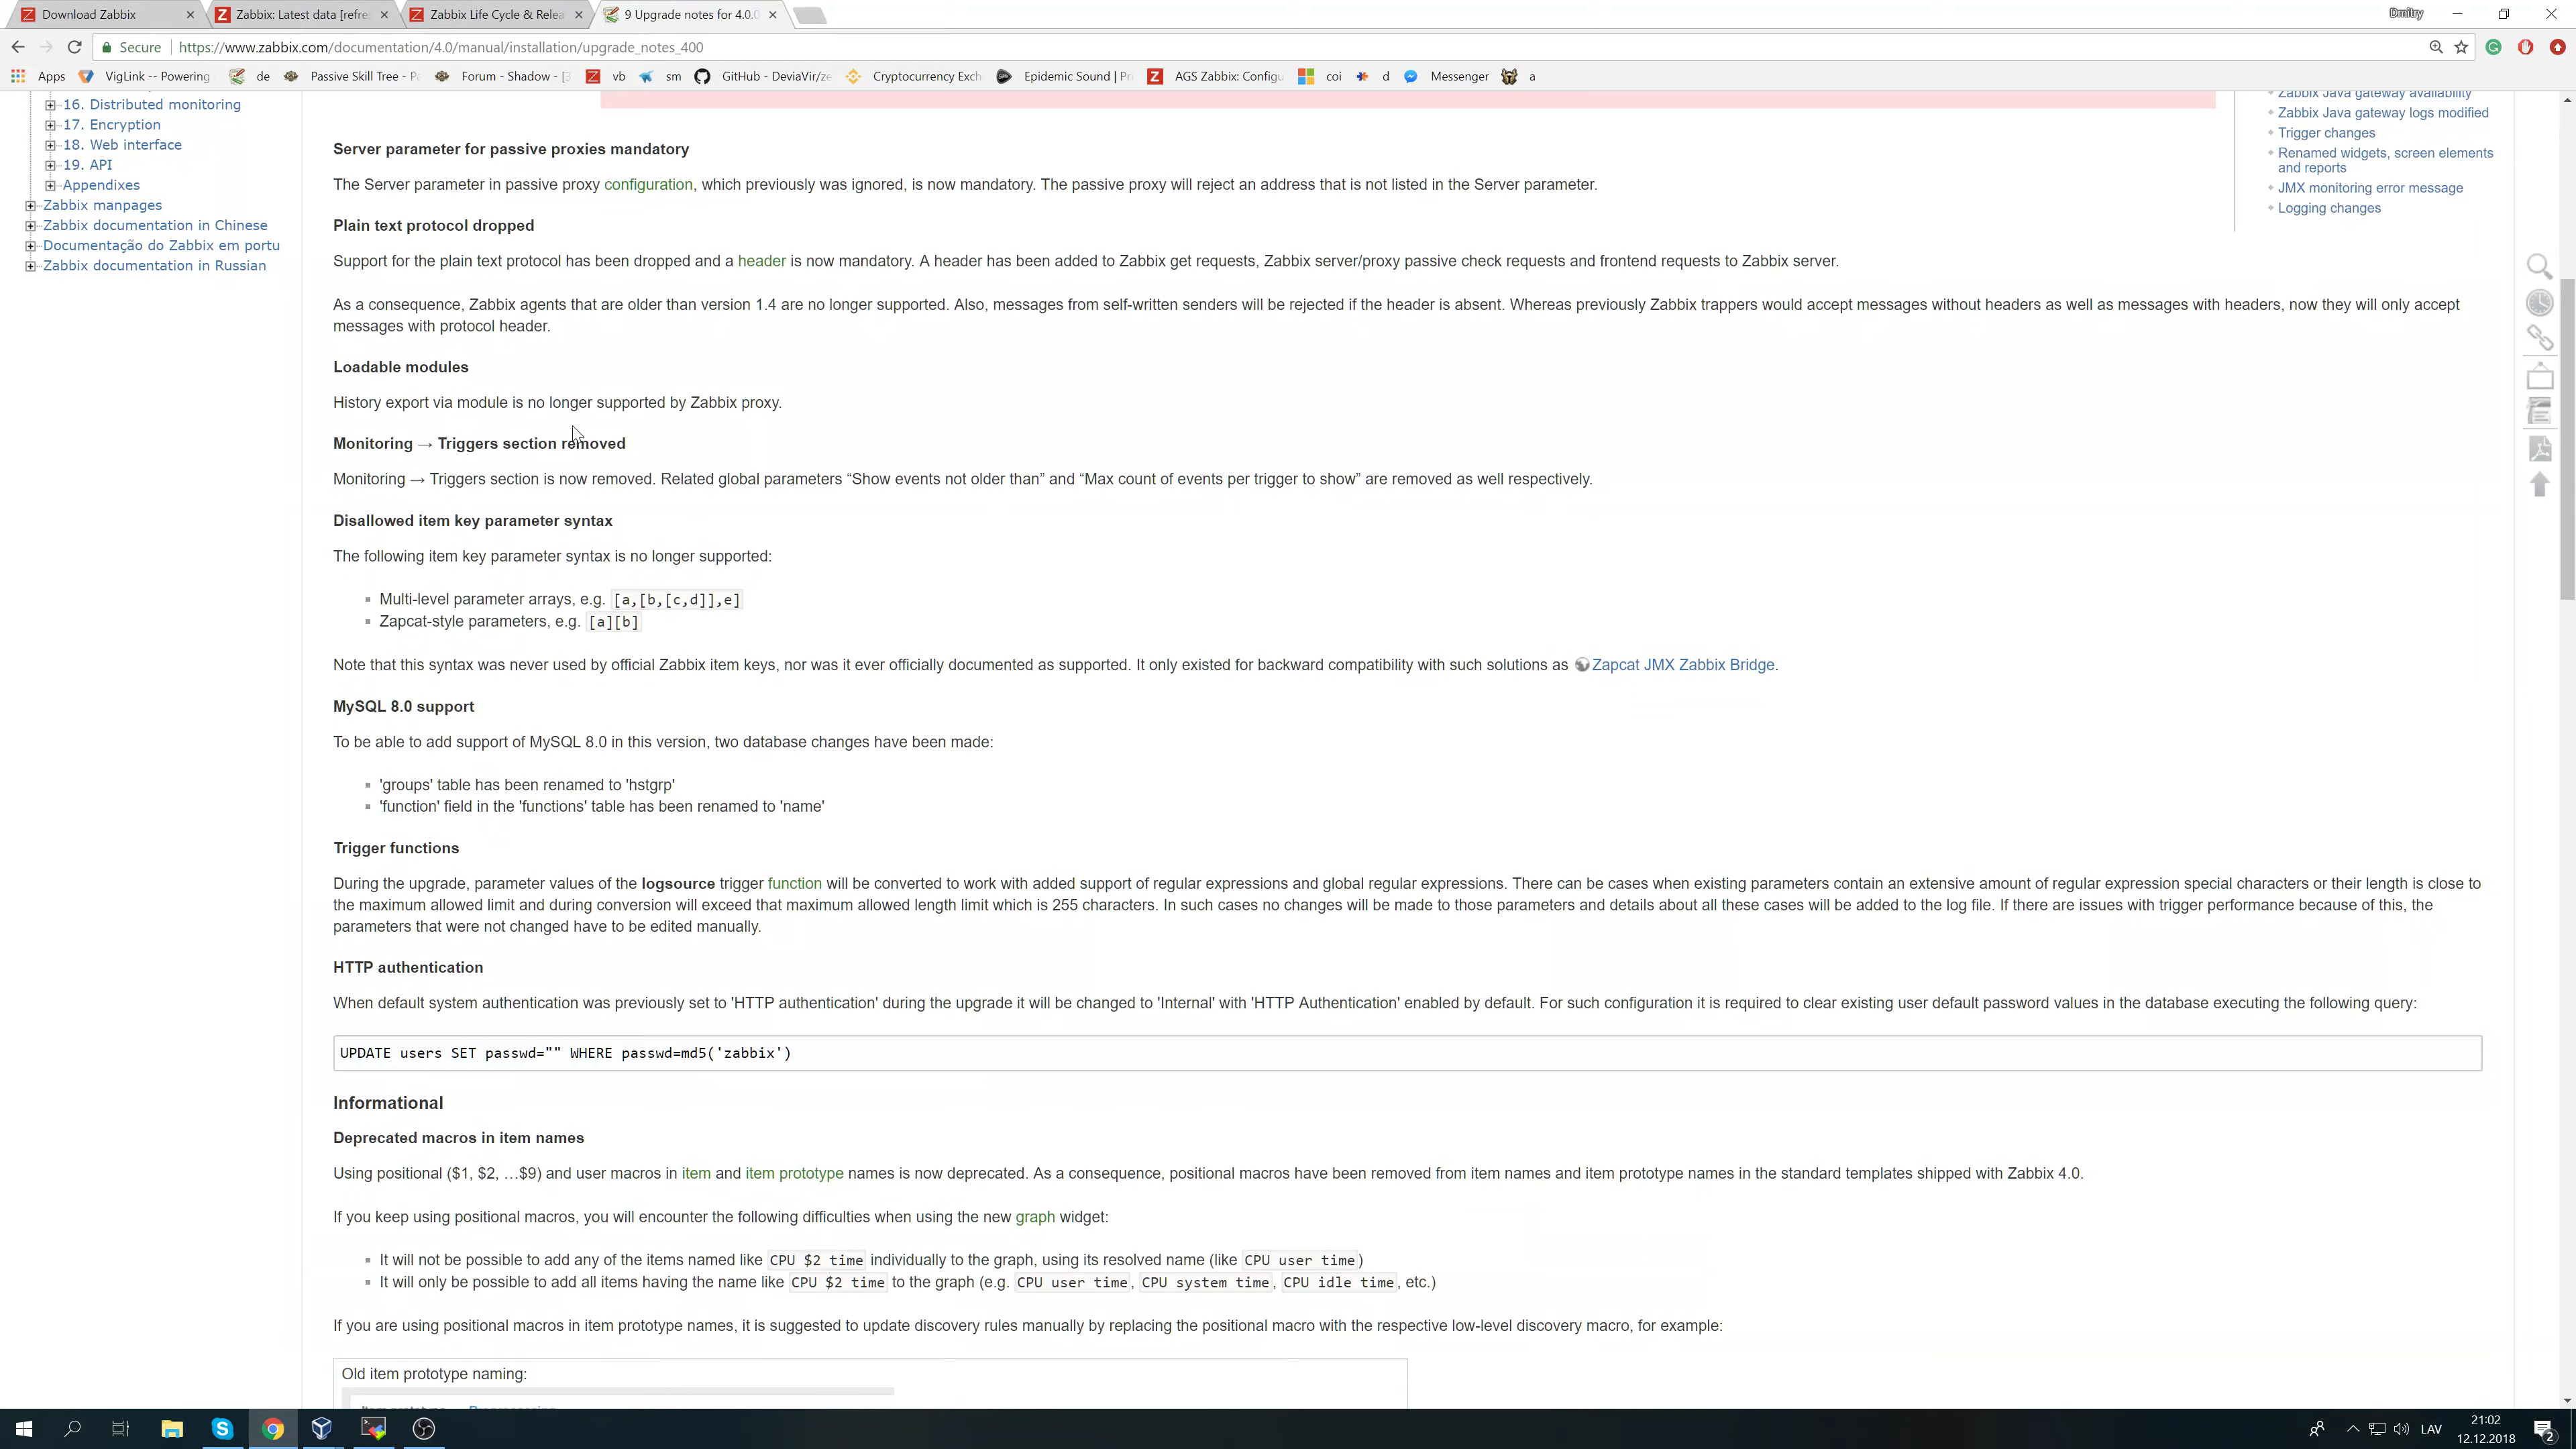 Download Zabbix
Zabbix: Latest data [refre
Zabbix Life Cycle & Relea
9 Upgrade notes for 4.0.0
Dmitry
Secure
https://www.zabbix.com/documentation/4.0/manual/installation/upgrade_notes_400
Apps
VigLink -- Powering
de
Passive Skill Tree - Pa
Forum - Shadow - [3
vb
sm
GitHub - DeviaVir/ze
Cryptocurrency Exch
Epidemic Sound | Pr
AGS Zabbix: Configu
coi
d
Messenger
a
16. Distributed monitoring
17. Encryption
18. Web interface
19. API
Appendixes
Zabbix manpages
Zabbix documentation in Chinese
Documentação do Zabbix em portu
Zabbix documentation in Russian
Server parameter for passive proxies mandatory
The Server parameter in passive proxy configuration, which previously was ignored, is now mandatory. The passive proxy will reject an address that is not listed in the Server parameter.
Plain text protocol dropped
Support for the plain text protocol has been dropped and a header is now mandatory. A header has been added to Zabbix get requests, Zabbix server/proxy passive check requests and frontend requests to Zabbix server.
As a consequence, Zabbix agents that are older than version 1.4 are no longer supported. Also, messages from self-written senders will be rejected if the header is absent. Whereas previously Zabbix trappers would accept messages without headers as well as messages with headers, now they will only accept
messages with protocol header.
Loadable modules
History export via module is no longer supported by Zabbix proxy.
Monitoring → Triggers section removed
Monitoring → Triggers section is now removed. Related global parameters “Show events not older than” and “Max count of events per trigger to show” are removed as well respectively.
Disallowed item key parameter syntax
The following item key parameter syntax is no longer supported:
Multi-level parameter arrays, e.g. [a,[b,[c,d]],e]
Zapcat-style parameters, e.g. [a][b]
Note that this syntax was never used by official Zabbix item keys, nor was it ever officially documented as supported. It only existed for backward compatibility with such solutions as Zapcat JMX Zabbix Bridge.
MySQL 8.0 support
To be able to add support of MySQL 8.0 in this version, two database changes have been made:
'groups' table has been renamed to 'hstgrp'
'function' field in the 'functions' table has been renamed to 'name'
Trigger functions
During the upgrade, parameter values of the logsource trigger function will be converted to work with added support of regular expressions and global regular expressions. There can be cases when existing parameters contain an extensive amount of regular expression special characters or their length is close to
the maximum allowed limit and during conversion will exceed that maximum allowed length limit which is 255 characters. In such cases no changes will be made to those parameters and details about all these cases will be added to the log file. If there are issues with trigger performance because of this, the
parameters that were not changed have to be edited manually.
HTTP authentication
When default system authentication was previously set to 'HTTP authentication' during the upgrade it will be changed to 'Internal' with 'HTTP Authentication' enabled by default. For such configuration it is required to clear existing user default password values in the database executing the following query:
UPDATE users SET passwd="" WHERE passwd=md5('zabbix')
Informational
Deprecated macros in item names
Using positional ($1, $2, …$9) and user macros in item and item prototype names is now deprecated. As a consequence, positional macros have been removed from item names and item prototype names in the standard templates shipped with Zabbix 4.0.
If you keep using positional macros, you will encounter the following difficulties when using the new graph widget:
It will not be possible to add any of the items named like CPU $2 time individually to the graph, using its resolved name (like CPU user time)
It will only be possible to add all items having the name like CPU $2 time to the graph (e.g. CPU user time, CPU system time, CPU idle time, etc.)
If you are using positional macros in item prototype names, it is suggested to update discovery rules manually by replacing the positional macro with the respective low-level discovery macro, for example:
Old item prototype naming:
Zabbix Java gateway availability
Zabbix Java gateway logs modified
Trigger changes
Renamed widgets, screen elements
and reports
JMX monitoring error message
Logging changes
LAV
21:02
12.12.2018
2